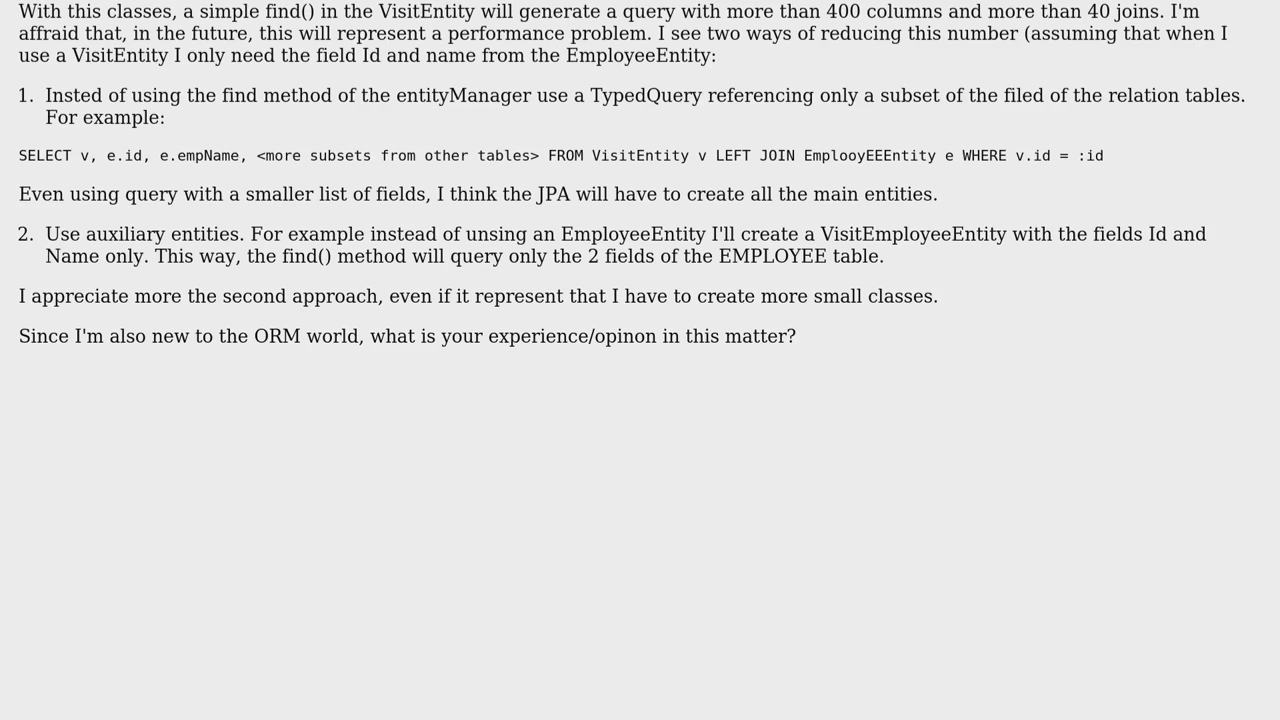 With this classes, a simple find() in the VisitEntity will generate a query with more than 400 columns and more than 40 joins. I'm
affraid that, in the future, this will represent a performance problem. I see two ways of reducing this number (assuming that when I
use a VisitEntity I only need the field Id and name from the EmployeeEntity:
1. Insted of using the find method of the entityManager use a TypedQuery referencing only a subset of the filed of the relation tables.
For example:
SELECT v, e.id, e.empName, <more subsets from other tables> FROM VisitEntity v LEFT JOIN EmplooyEEEntity e WHERE v.id = :id
Even using query with a smaller list of fields, I think the JPA will have to create all the main entities.
2. Use auxiliary entities. For example instead of unsing an EmployeeEntity I'll create a VisitEmployeeEntity with the fields Id and
Name only. This way, the find() method will query only the 2 fields of the EMPLOYEE table.
I appreciate more the second approach, even if it represent that I have to create more small classes.
Since I'm also new to the ORM world, what is your experience/opinon in this matter?